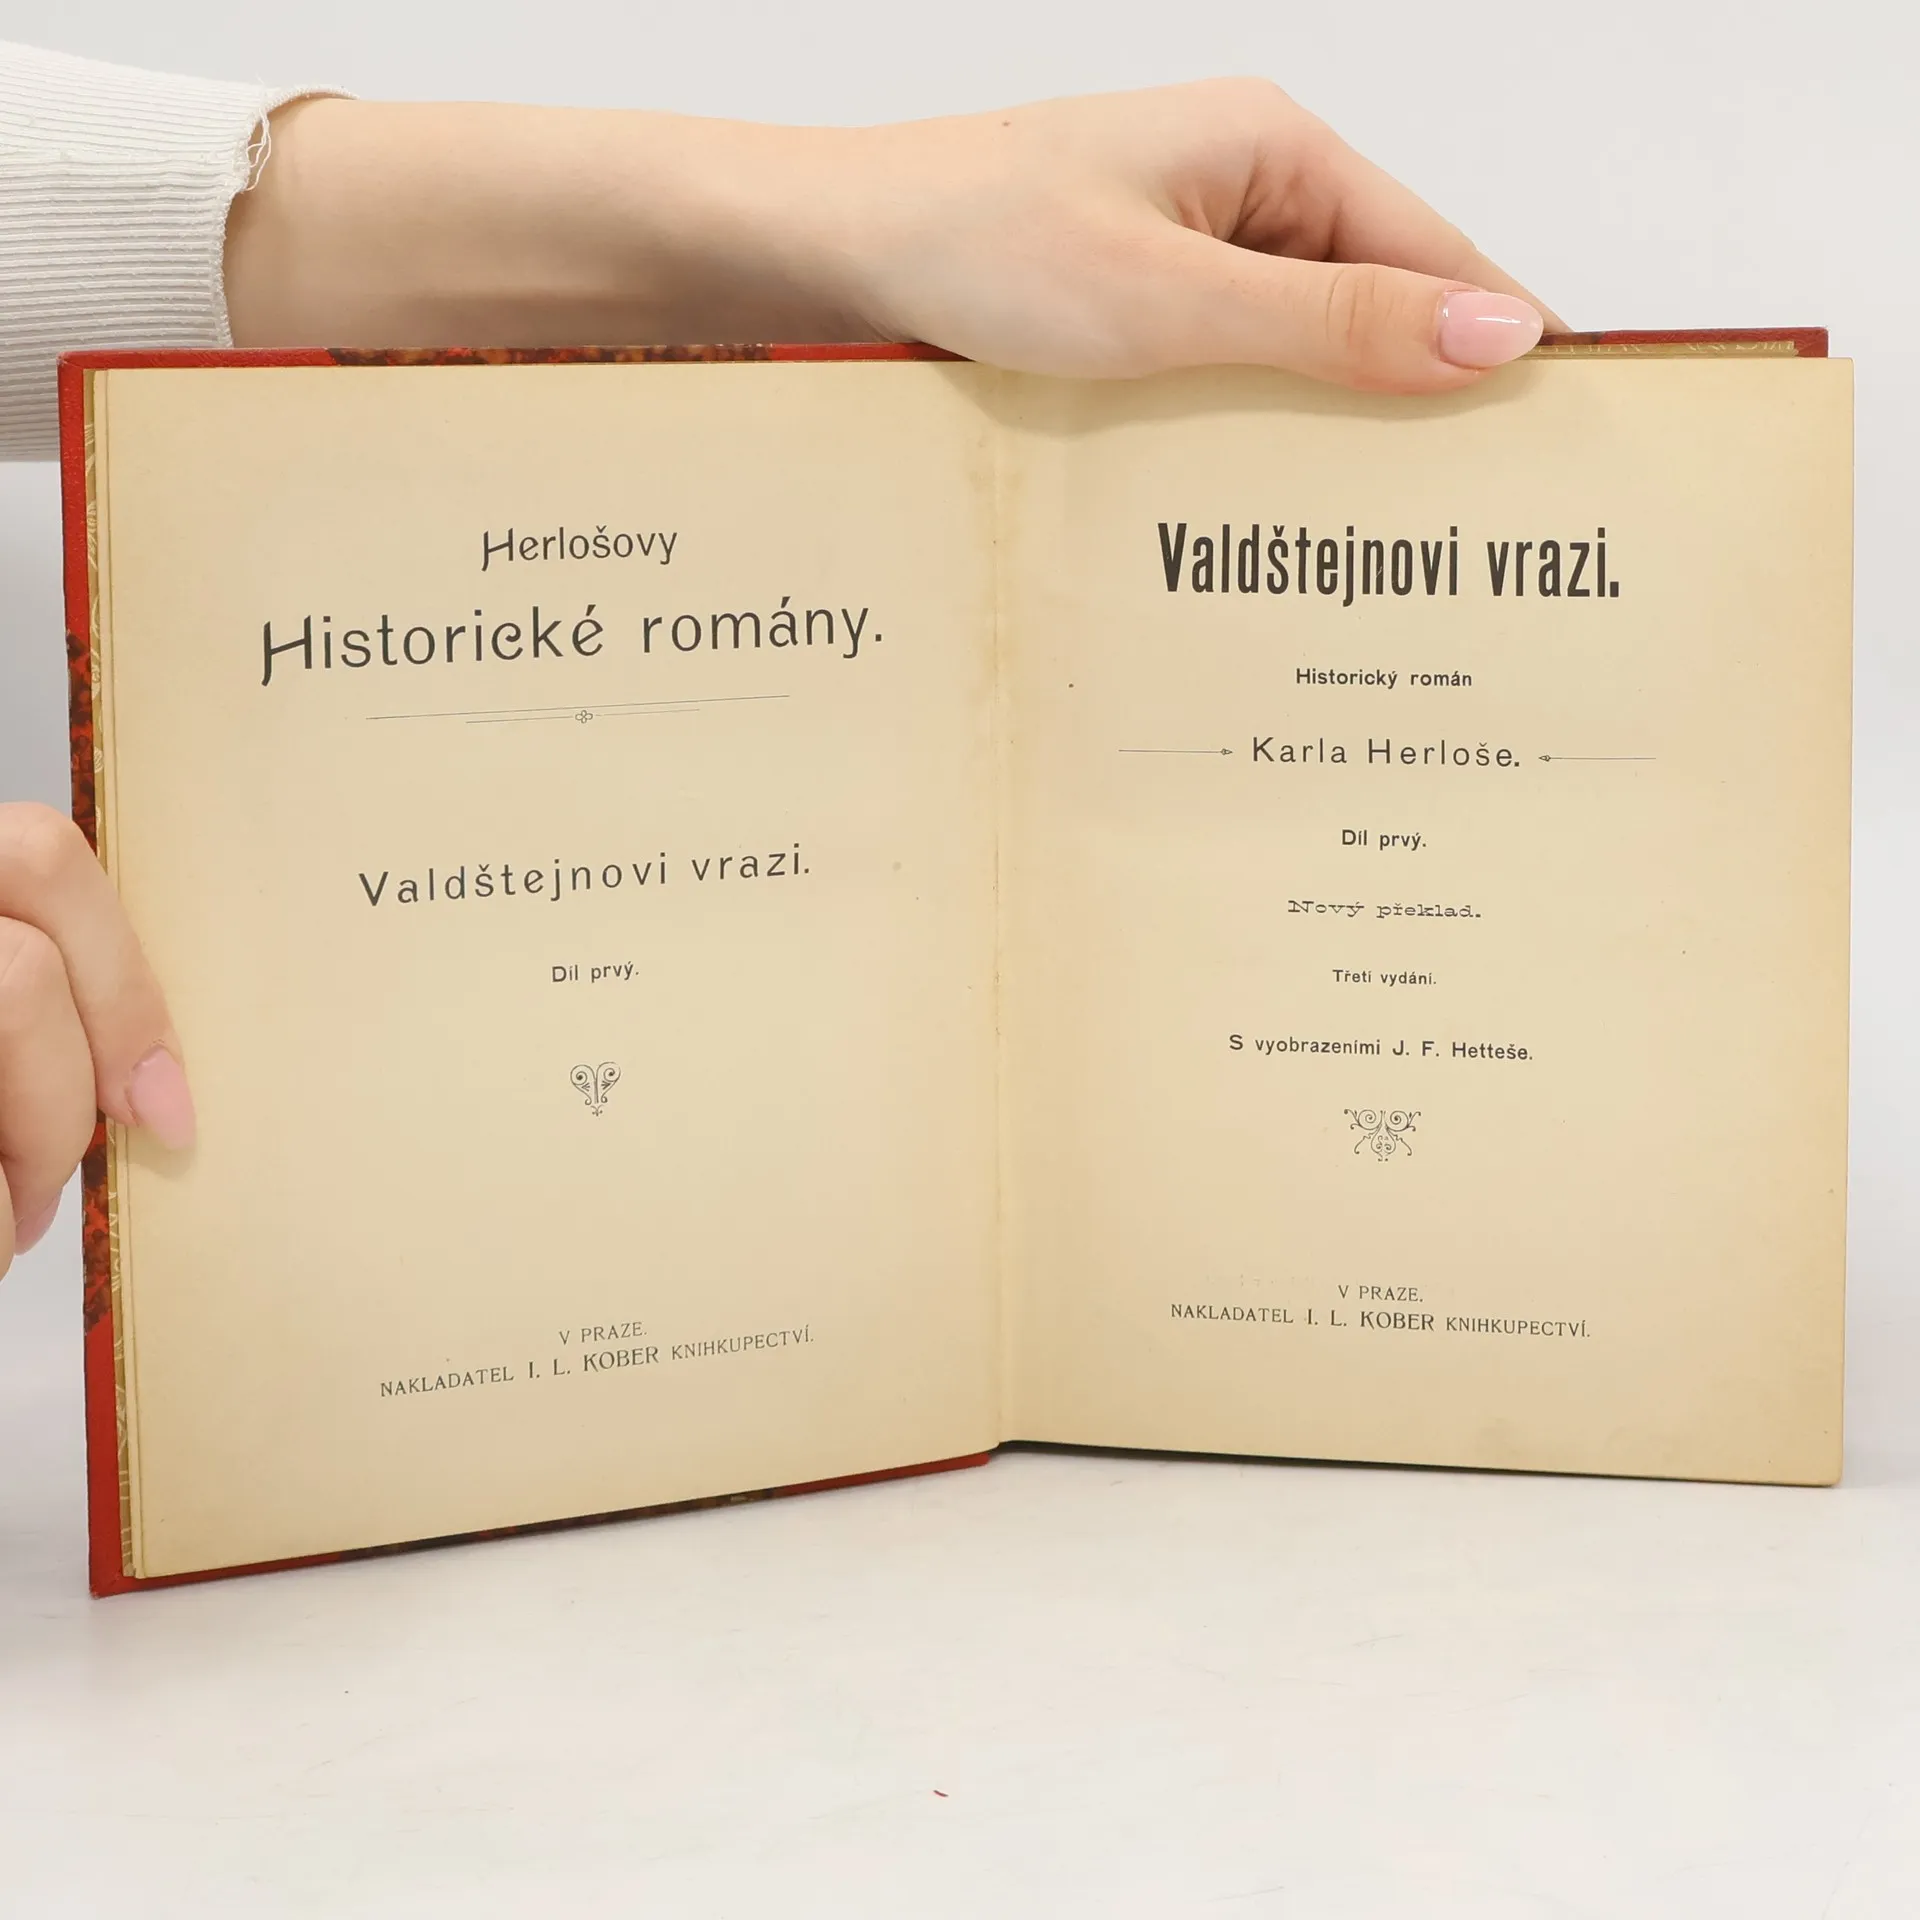 Herlošovy
Historické romány.
Valdštejnovi vrazi.
Díl prvý.
V PRAZE.
NAKLADATEL I. L. KOBER KNIHKUPECTVÍ.
Valdštejnovi vrazi.
Historický román
Karla Herloše.
Díl prvý.
Nový překlad.
Třetí vydání.
S vyobrazeními J. F. Hetteše.
V PRAZE.
NAKLADATEL I. L. KOBER KNIHKUPECTVÍ.